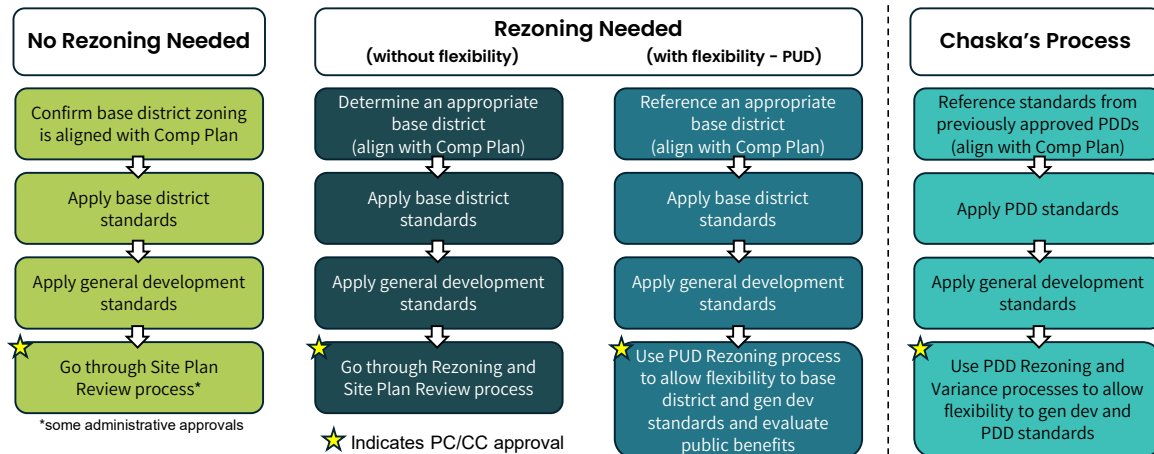 No Rezoning Needed
Confirm base district zoning
is aligned with Comp Plan
Apply base district
standards
Apply general development
standards
Go through Site Plan
Review process*
*some administrative approvals
Rezoning Needed
(without flexibility)
Determine an appropriate
base district
(align with Comp Plan)
Apply base district
standards
Apply general development
standards
Go through Rezoning and
Site Plan Review process
(with flexibility - PUD)
Reference an appropriate
base district
(align with Comp Plan)
Apply base district
standards
Apply general development
standards
Use PUD Rezoning process
to allow flexibility to base
district and gen dev
standards and evaluate
public benefits
Indicates PC/CC approval
Chaska's Process
Reference standards from
previously approved PDDs
(align with Comp Plan)
Apply PDD standards
Apply general development
standards
Use PDD Rezoning and
Variance processes to allow
flexibility to gen dev and
PDD standards